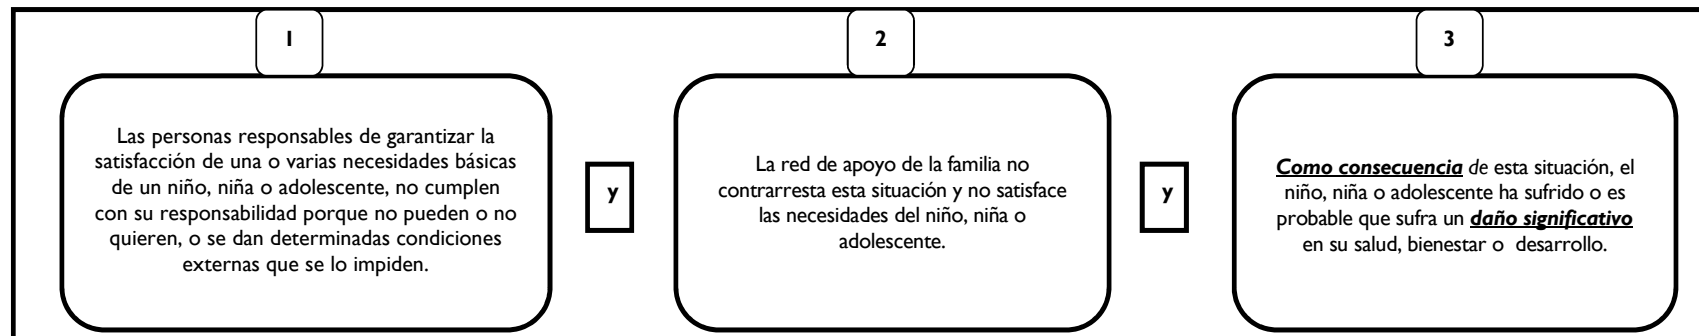 1
Las personas responsables de garantizar la
satisfacción de una o varias necesidades básicas
de un niño, niña o adolescente, no cumplen
con su responsabilidad porque no pueden o no
quieren, o se dan determinadas condiciones
externas que se lo impiden.
y
2
La red de apoyo de la familia no
contrarresta esta situación y no satisface
las necesidades del niño, niña o
adolescente.
y
3
Como consecuencia de esta situación, el
niño, niña o adolescente ha sufrido o es
probable que sufra un daño significativo
en su salud, bienestar o desarrollo.